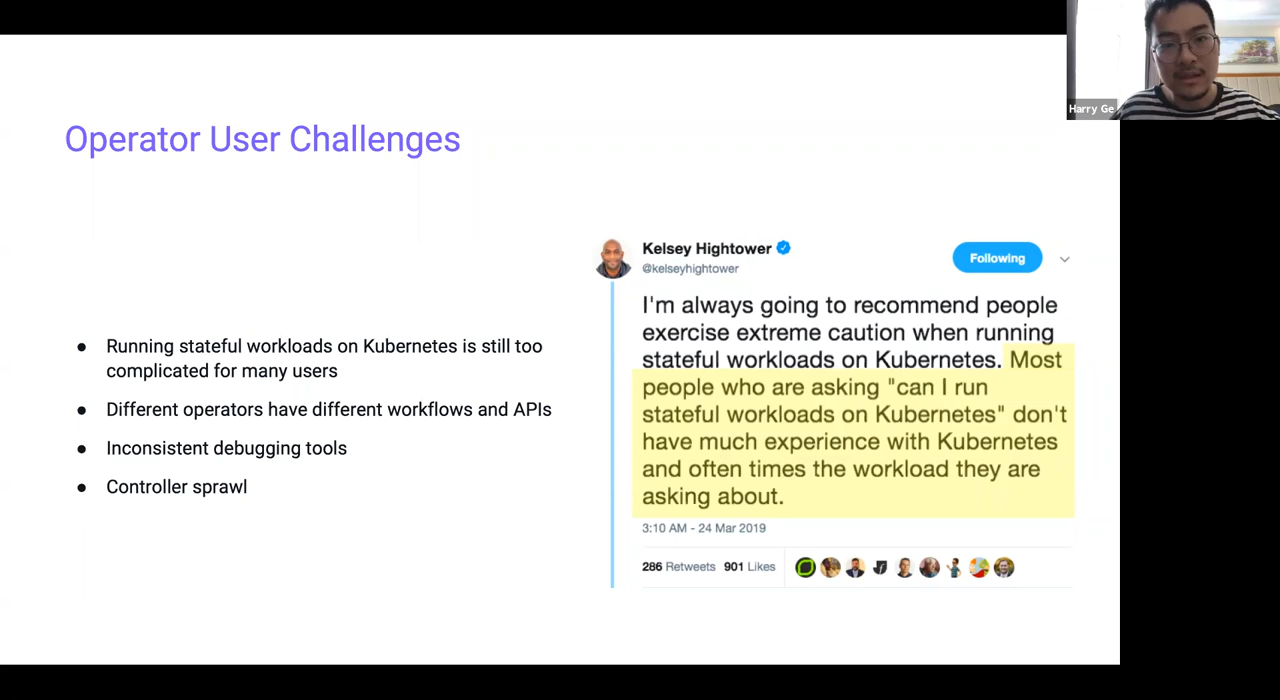 Harry Ge
Operator User Challenges
Running stateful workloads on Kubernetes is still too
complicated for many users
Different operators have different workflows and APIs
Inconsistent debugging tools
Controller sprawl
Kelsey Hightower
@kelseyhightower
Following
I'm always going to recommend people
exercise extreme caution when running
stateful workloads on Kubernetes. Most
people who are asking "can I run
stateful workloads on Kubernetes" don't
have much experience with Kubernetes
and often times the workload they are
asking about.
3:10 AM - 24 Mar 2019
286 Retweets 901 Likes